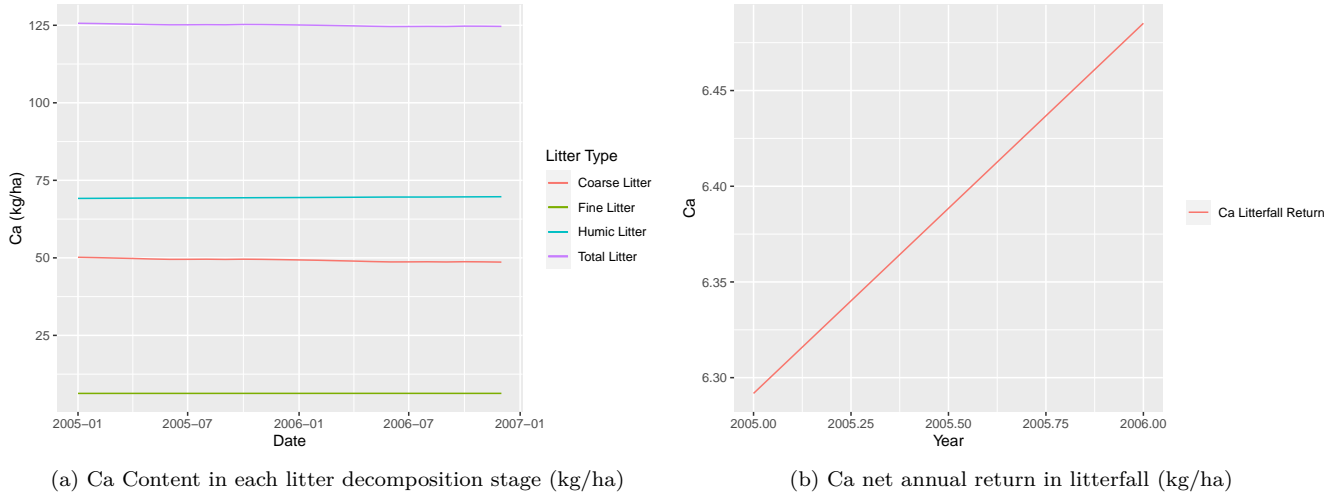 125
100
75
50
25
Ca (kg/ha)
2005−01
2005−07
2006−01
2006−07
2007−01
Date
Litter Type
Coarse Litter
Fine Litter
Humic Litter
Total Litter
(a) Ca Content in each litter decomposition stage (kg/ha)
6.45
6.40
6.35
6.30
Ca
2005.00
2005.25
2005.50
2005.75
2006.00
Year
Ca Litterfall Return
(b) Ca net annual return in litterfall (kg/ha)